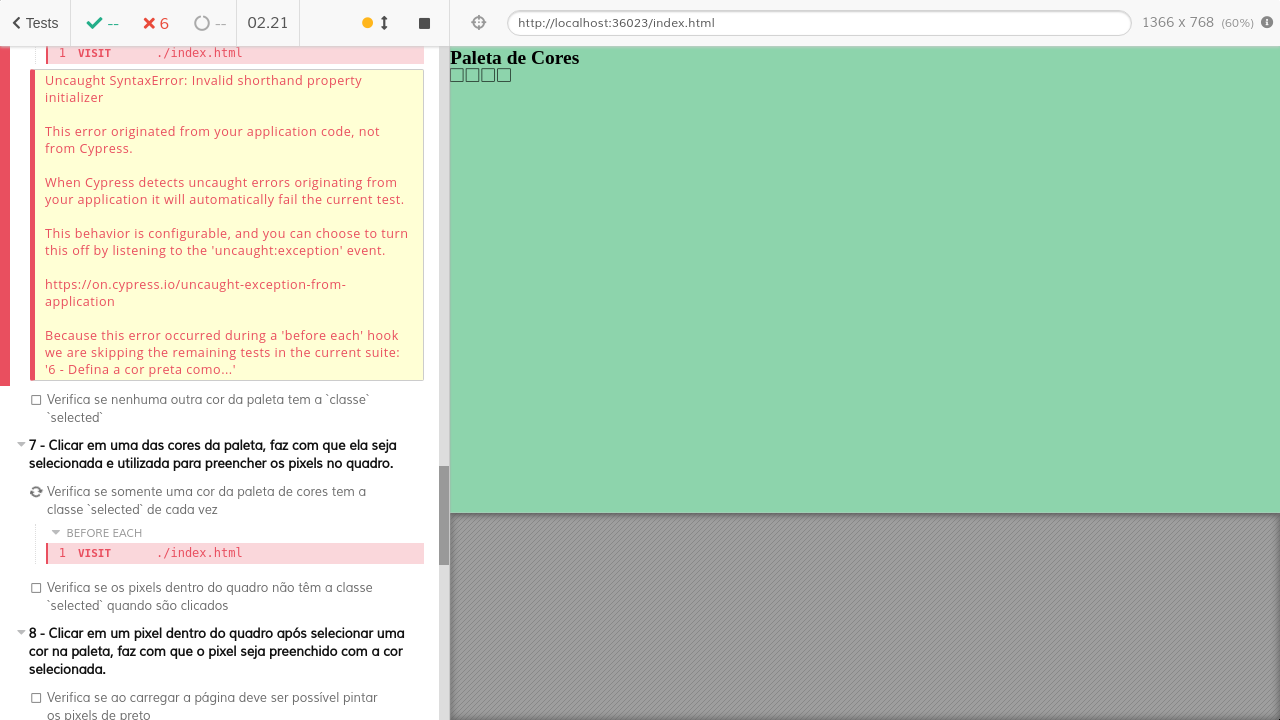 Tests
--
6
--
02.21
http://localhost:36023/index.html
1366 x 768 (60%)
1 VISIT ./index.html
Uncaught SyntaxError: Invalid shorthand property
initializer
This error originated from your application code, not
from Cypress.
When Cypress detects uncaught errors originating from
your application it will automatically fail the current test.
This behavior is configurable, and you can choose to turn
this off by listening to the 'uncaught:exception' event.
https://on.cypress.io/uncaught-exception-from-
application
Because this error occurred during a 'before each' hook
we are skipping the remaining tests in the current suite:
'6 - Defina a cor preta como...'
Verifica se nenhuma outra cor da paleta tem a `classe`
`selected`
7 - Clicar em uma das cores da paleta, faz com que ela seja
selecionada e utilizada para preencher os pixels no quadro.
Verifica se somente uma cor da paleta de cores tem a
classe `selected` de cada vez
BEFORE EACH
1 VISIT ./index.html
Verifica se os pixels dentro do quadro não têm a classe
`selected` quando são clicados
8 - Clicar em um pixel dentro do quadro após selecionar uma
cor na paleta, faz com que o pixel seja preenchido com a cor
selecionada.
Verifica se ao carregar a página deve ser possível pintar
os pixels de preto
Paleta de Cores